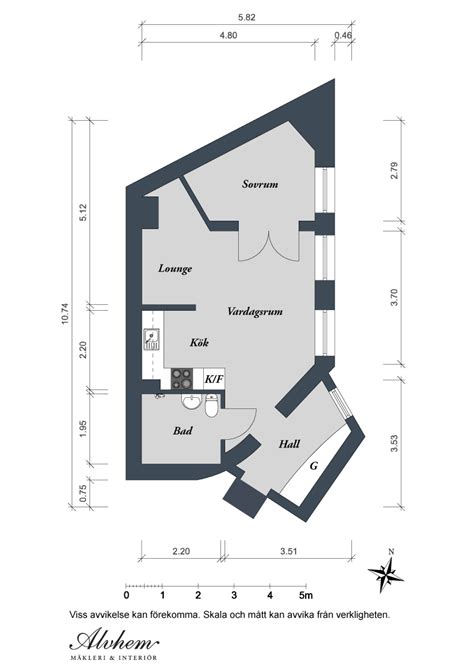 5.82
4.80 0.46
Sovrum
2.79
5.12
Lounge
10.74
Vardagsrum
3.70
Kök
2.20
K/F
Bad
Hall
1.95
3.53
G
0.75
2.20 3.51
N
0 1 2 3 4 5m
Viss avvikelse kan förekomma. Skala och mått kan avvika från verkligheten.
Alvhem
MÄKLERI & INTERIÖR